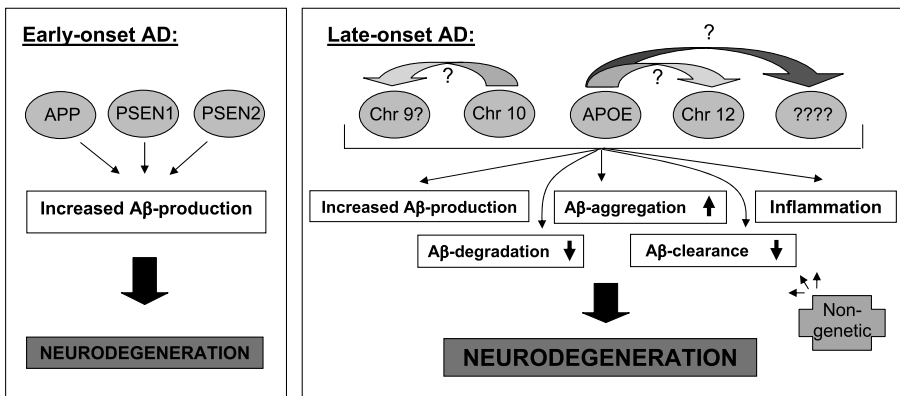 Early-onset AD:
APP
PSEN1
PSEN2
Increased Aβ-production
NEURODEGENERATION
Late-onset AD:
?
?
?
Chr 9?
Chr 10
APOE
Chr 12
????
Increased Aβ-production
Aβ-aggregation
Inflammation
Aβ-degradation
Aβ-clearance
Non-
genetic
NEURODEGENERATION